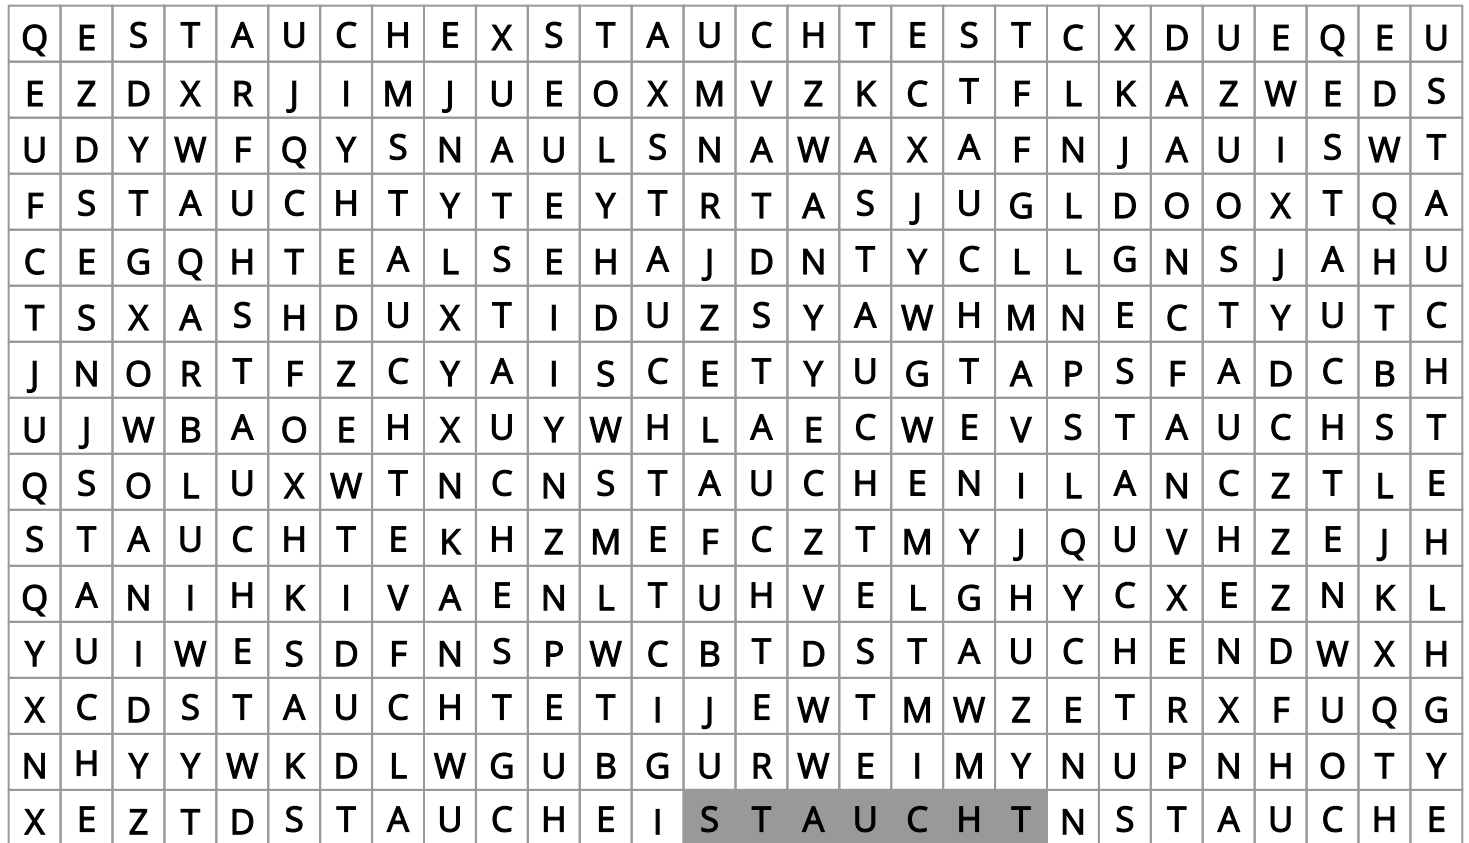 Q E S T A U C H E X S T A U C H T E S T C X D U E Q E U
E Z D X R J I M J U E O X M V Z K C T F L K A Z W E D S
U D Y W F Q Y S N A U L S N A W A X A F N J A U I S W T
F S T A U C H T Y T E Y T R T A S J U G L D O O X T Q A
C E G Q H T E A L S E H A J D N T Y C L L G N S J A H U
T S X A S H D U X T I D U Z S Y A W H M N E C T Y U T C
J N O R T F Z C Y A I S C E T Y U G T A P S F A D C B H
U J W B A O E H X U Y W H L A E C W E V S T A U C H S T
Q S O L U X W T N C N S T A U C H E N I L A N C Z T L E
S T A U C H T E K H Z M E F C Z T M Y J Q U V H Z E J H
Q A N I H K I V A E N L T U H V E L G H Y C X E Z N K L
Y U I W E S D F N S P W C B T D S T A U C H E N D W X H
X C D S T A U C H T E T I J E W T M W Z E T R X F U Q G
N H Y Y W K D L W G U B G U R W E I M Y N U P N H O T Y
X E Z T D S T A U C H E I S T A U C H T N S T A U C H E